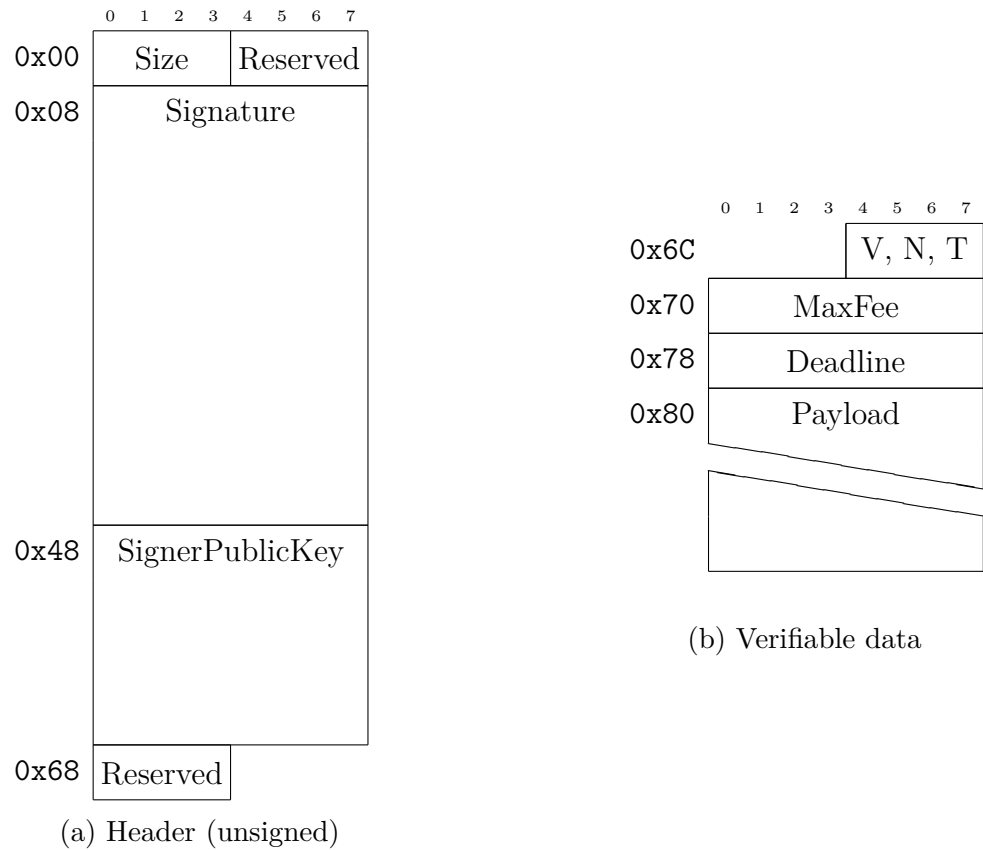 0 1 2 3 4 5 6 7
0x00 Size Reserved
0x08 Signature
0x48 SignerPublicKey
0x68 Reserved
(a) Header (unsigned)
0 1 2 3 4 5 6 7
0x6C V, N, T
0x70 MaxFee
0x78 Deadline
0x80 Payload
(b) Verifiable data